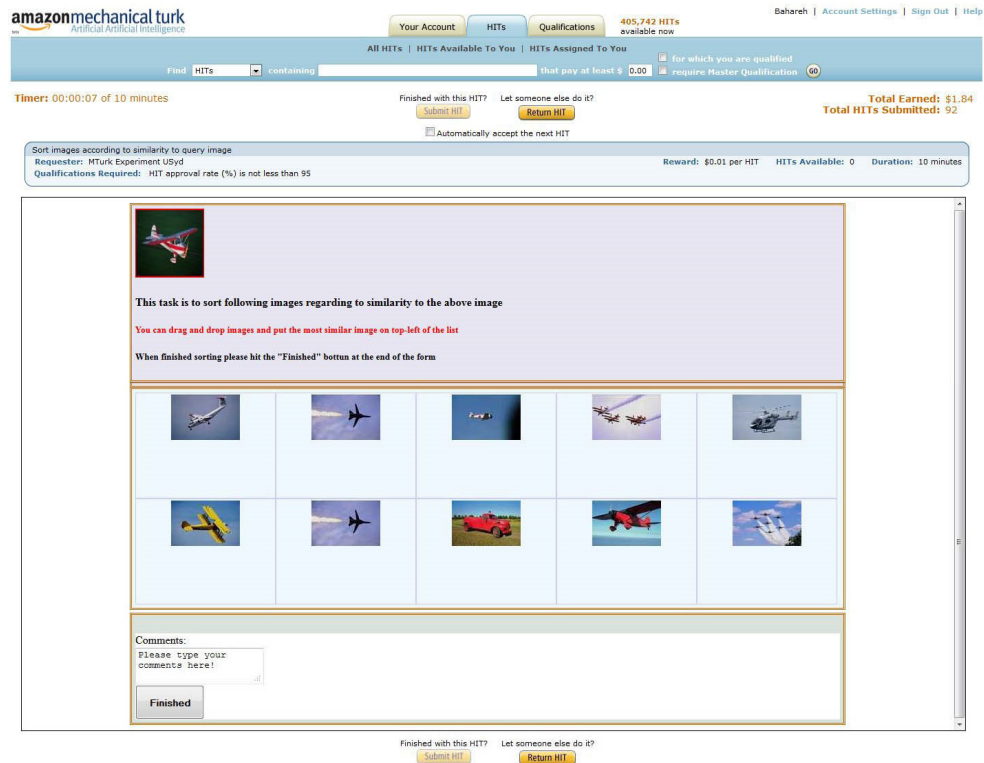 Bahareh | Account Settings | Sign Out | Help
amazonmechanical turk
Artificial Artificial Intelligence
Your Account
HITs
Qualifications
405,742 HITs
available now
All HITs | HITs Available To You | HITs Assigned To You
Find HITs containing that pay at least $ 0.00
for which you are qualified
require Master Qualification
GO
Timer: 00:00:07 of 10 minutes
Finished with this HIT? Let someone else do it?
Submit HIT Return HIT
Automatically accept the next HIT
Total Earned: $1.84
Total HITs Submitted: 92
Sort images according to similarity to query image
Requester: MTurk Experiment USyd
Reward: $0.01 per HIT HITs Available: 0 Duration: 10 minutes
Qualifications Required: HIT approval rate (%) is not less than 95
This task is to sort following images regarding to similarity to the above image
You can drag and drop images and put the most similar image on top-left of the list
When finished sorting please hit the "Finished" bottun at the end of the form
Comments:
Please type your
comments here!
Finished
Finished with this HIT? Let someone else do it?
Submit HIT Return HIT